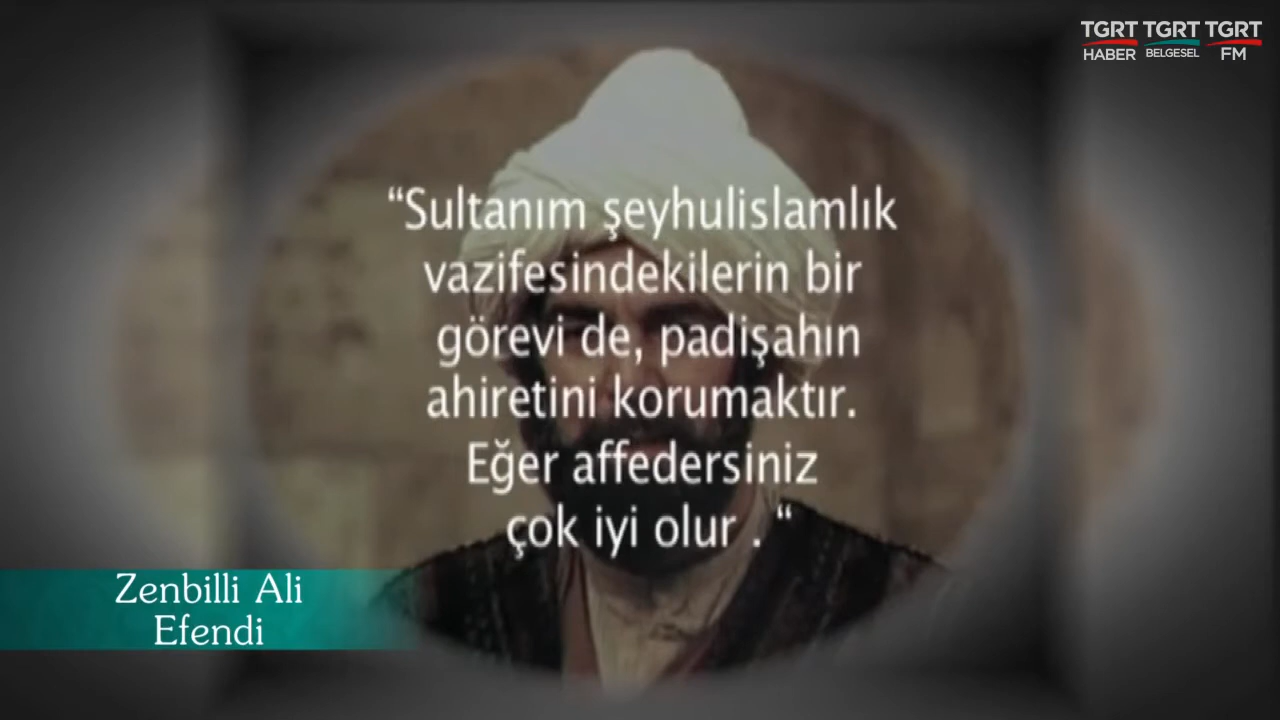 TGRT TGRT TGRT
HABER BELGESEL FM
“Sultanım şeyhulislamlık
vazifesindekilerin bir
görevi de, padişahın
ahiretini korumaktır.
Eğer affedersiniz
çok iyi olur . “
Zenbilli Ali
Efendi